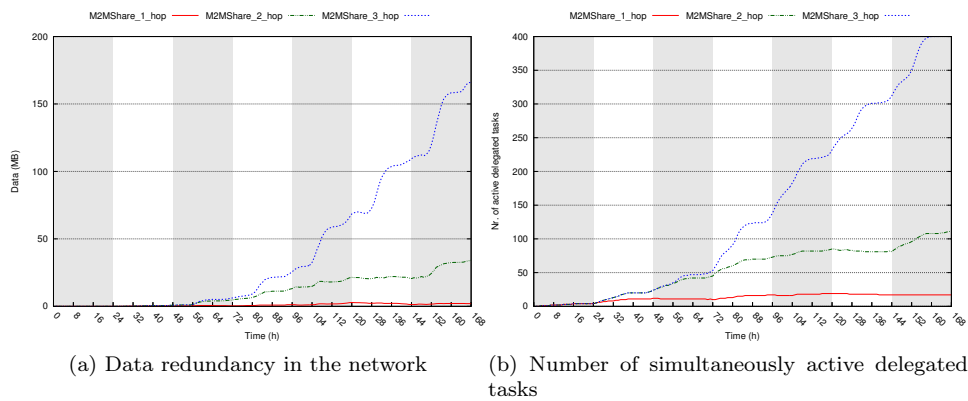 M2MShare_1_hop M2MShare_2_hop M2MShare_3_hop
200
150
100
50
0
Data (MB)
0 8 16 24 32 40 48 56 64 72 80 88 96 104 112 120 128 136 144 152 160 168
Time (h)
(a) Data redundancy in the network
M2MShare_1_hop M2MShare_2_hop M2MShare_3_hop
400
350
300
250
200
150
100
50
0
Nr. of active delegated tasks
0 8 16 24 32 40 48 56 64 72 80 88 96 104 112 120 128 136 144 152 160 168
Time (h)
(b) Number of simultaneously active delegated
tasks